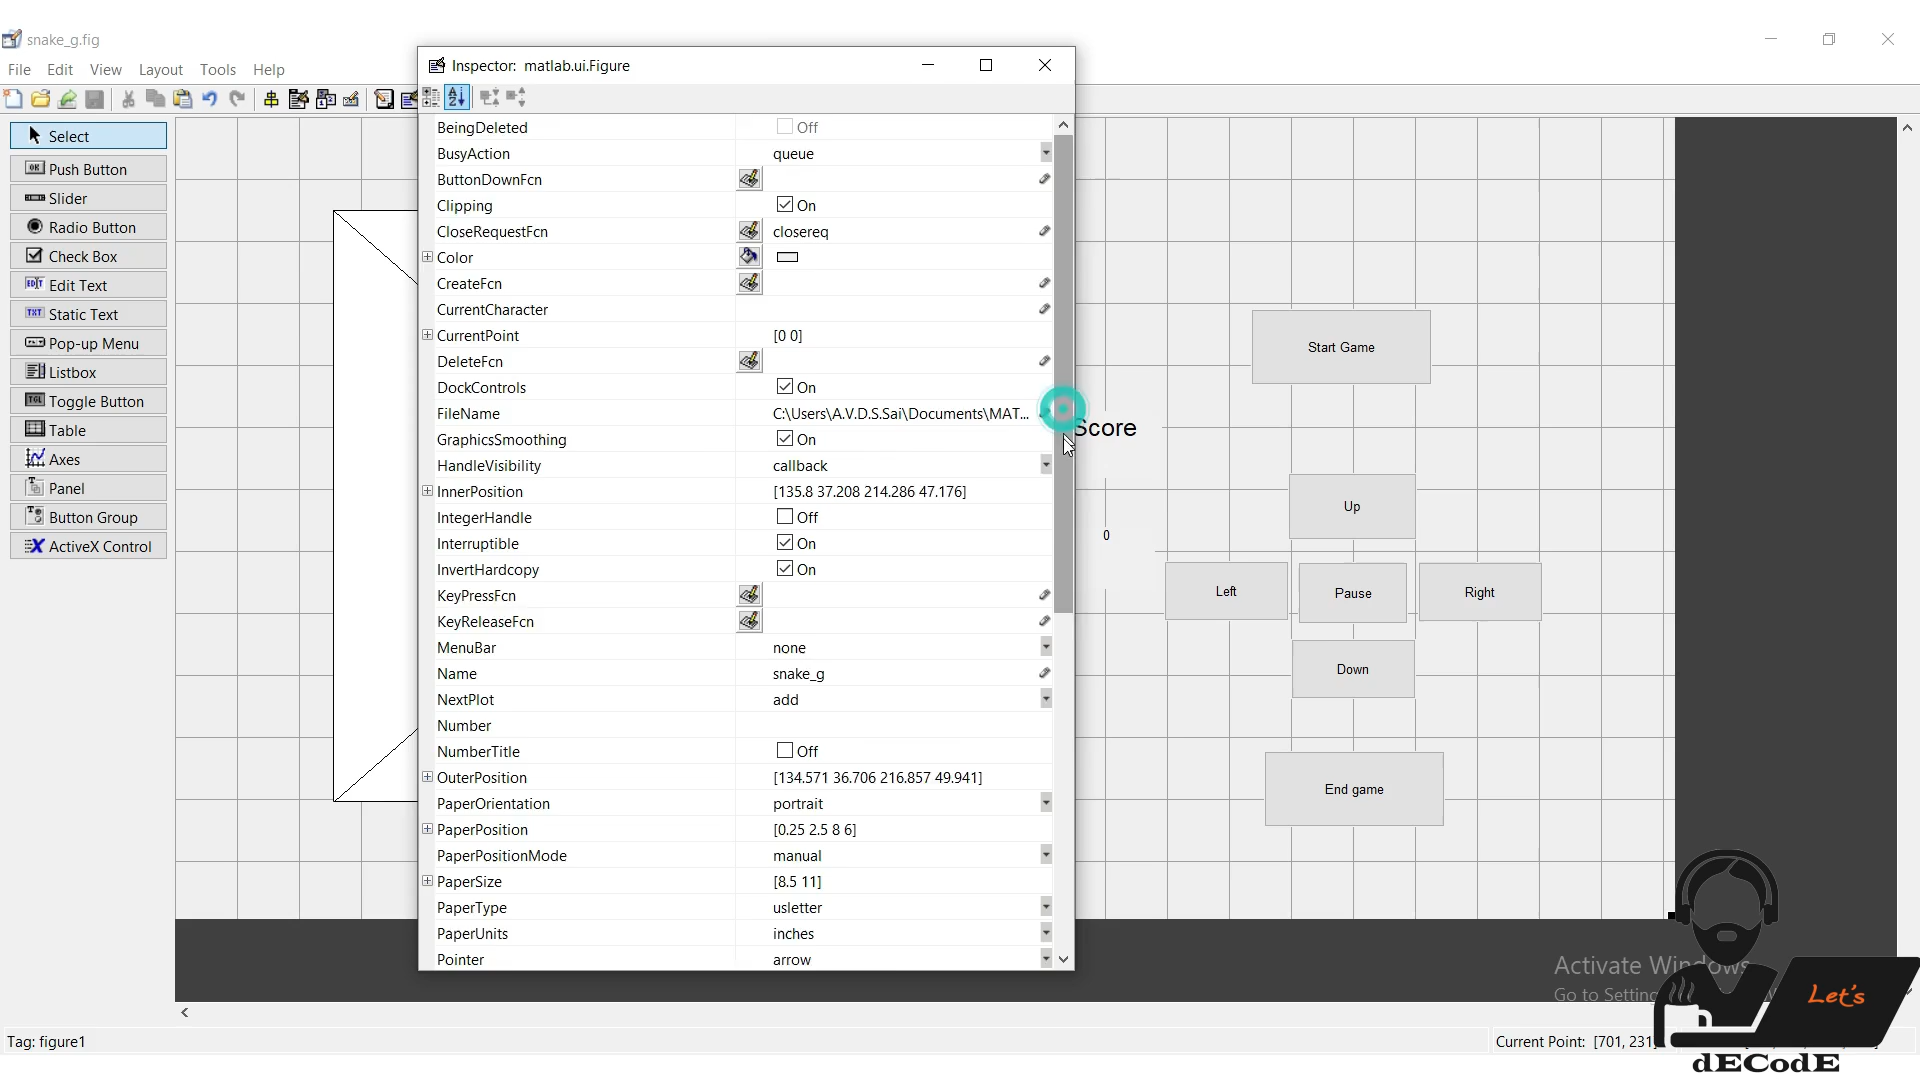 snake_g.fig
File Edit View Layout Tools Help
Select
Push Button
Slider
Radio Button
Check Box
Edit Text
Static Text
Pop-up Menu
Listbox
Toggle Button
Table
Axes
Panel
Button Group
ActiveX Control
Inspector: matlab.ui.Figure
BeingDeleted Off
BusyAction queue
ButtonDownFcn
Clipping On
CloseRequestFcn closereq
Color
CreateFcn
CurrentCharacter
CurrentPoint [0 0]
DeleteFcn
DockControls On
FileName C:\Users\A.V.D.S.Sai\Documents\MAT...
GraphicsSmoothing On
HandleVisibility callback
InnerPosition [135.8 37.208 214.286 47.176]
IntegerHandle Off
Interruptible On
InvertHardcopy On
KeyPressFcn
KeyReleaseFcn
MenuBar none
Name snake_g
NextPlot add
Number
NumberTitle Off
OuterPosition [134.571 36.706 216.857 49.941]
PaperOrientation portrait
PaperPosition [0.25 2.5 8 6]
PaperPositionMode manual
PaperSize [8.5 11]
PaperType usletter
PaperUnits inches
Pointer arrow
Start Game
Score
Up
0
Left Pause Right
Down
End game
Activate Windows
Go to Setting
Let's
dECodE
Tag: figure1
Current Point: [701, 231]